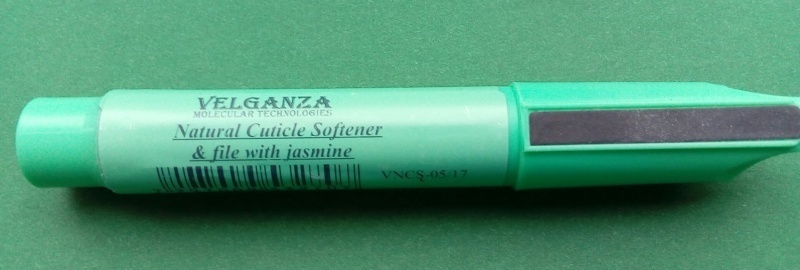 VELGANZA
MOLECULAR TECHNOLOGIES
Natural Cuticle Softener
& file with jasmine
VNCS-05/17